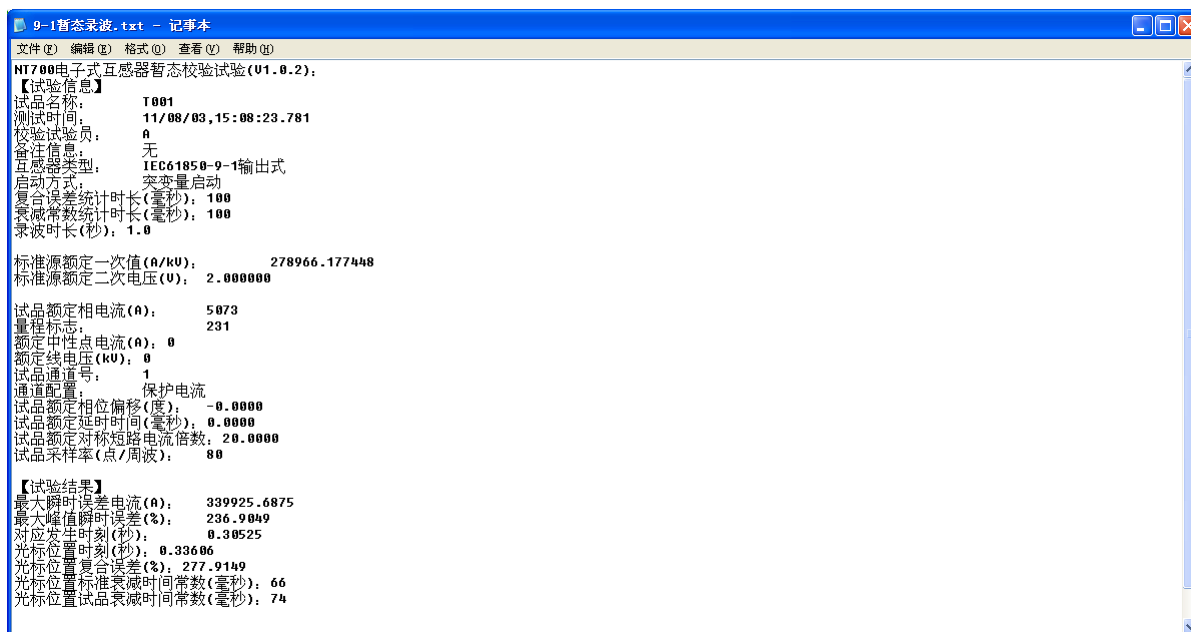 9-1暂态录波.txt - 记事本
文件(F) 编辑(E) 格式(O) 查看(V) 帮助(H)
NT700电子式互感器暂态校验试验(V1.0.2):
【试验信息】
试品名称: T001
测试时间: 11/08/03,15:08:23.781
校验试验员: A
备注信息: 无
互感器类型: IEC61850-9-1输出式
启动方式: 突变量启动
复合误差统计时长(毫秒): 100
衰减常数统计时长(毫秒): 100
录波时长(秒): 1.0
标准源额定一次值(A/kV): 278966.177448
标准源额定二次电压(V): 2.000000
试品额定相电流(A): 5073
量程标志: 231
额定中性点电流(A): 0
额定线电压(kV): 0
试品通道号: 1
通道配置: 保护电流
试品额定相位偏移(度): -0.0000
试品额定延时时间(毫秒): 0.0000
试品额定对称短路电流倍数: 20.0000
试品采样率(点/周波): 80
【试验结果】
最大瞬时误差电流(A): 339925.6875
最大峰值瞬时误差(%): 236.9049
对应发生时刻(秒): 0.30525
光标位置时刻(秒): 0.33606
光标位置复合误差(%): 277.9149
光标位置标准衰减时间常数(毫秒): 66
光标位置试品衰减时间常数(毫秒): 74